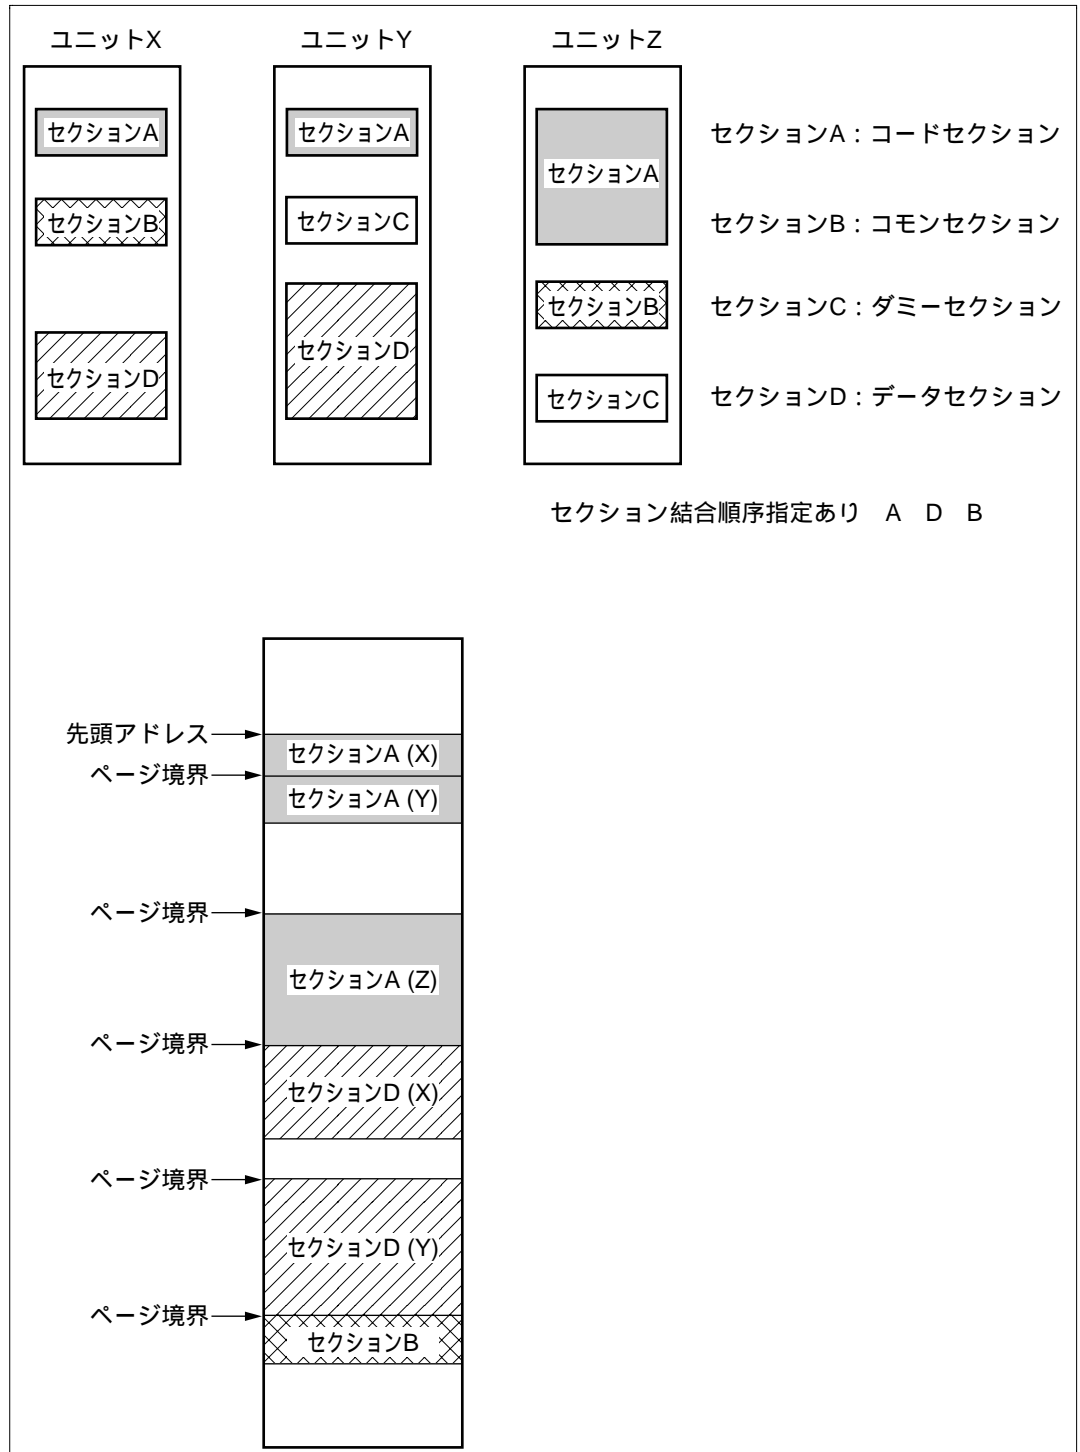 ユニットX
ユニットY
ユニットZ
セクションA
セクションB
セクションD
セクションA
セクションC
セクションD
セクションA
セクションB
セクションC
セクションA：コードセクション
セクションB：コモンセクション
セクションC：ダミーセクション
セクションD：データセクション
セクション結合順序指定あり　A　D　B
先頭アドレス
セクションA (X)
ページ境界
セクションA (Y)
ページ境界
セクションA (Z)
ページ境界
セクションD (X)
ページ境界
セクションD (Y)
ページ境界
セクションB